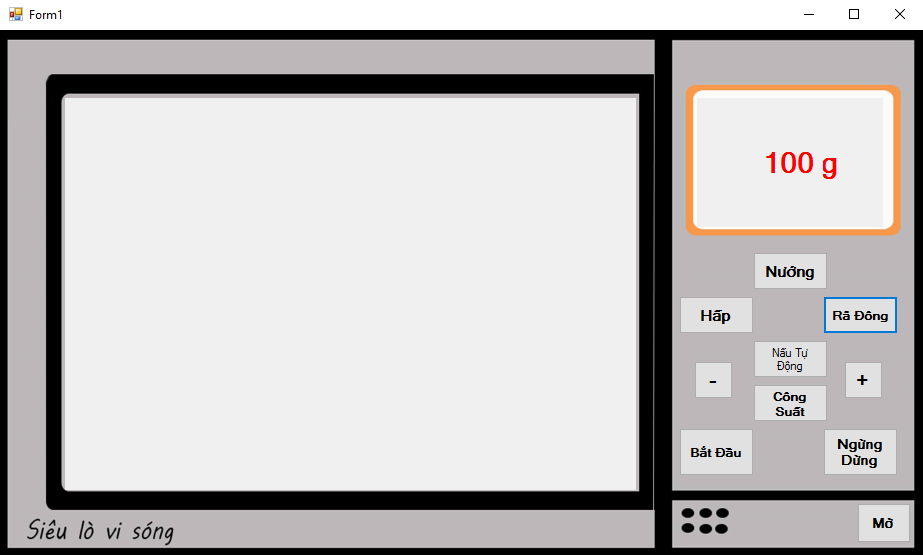 Form1
100 g
Nướng
Hấp
Rã Đông
Nấu Tự
Động
-
+
Công
Suất
Bắt Đầu
Ngừng
Dừng
Siêu lò vi sóng
Mở